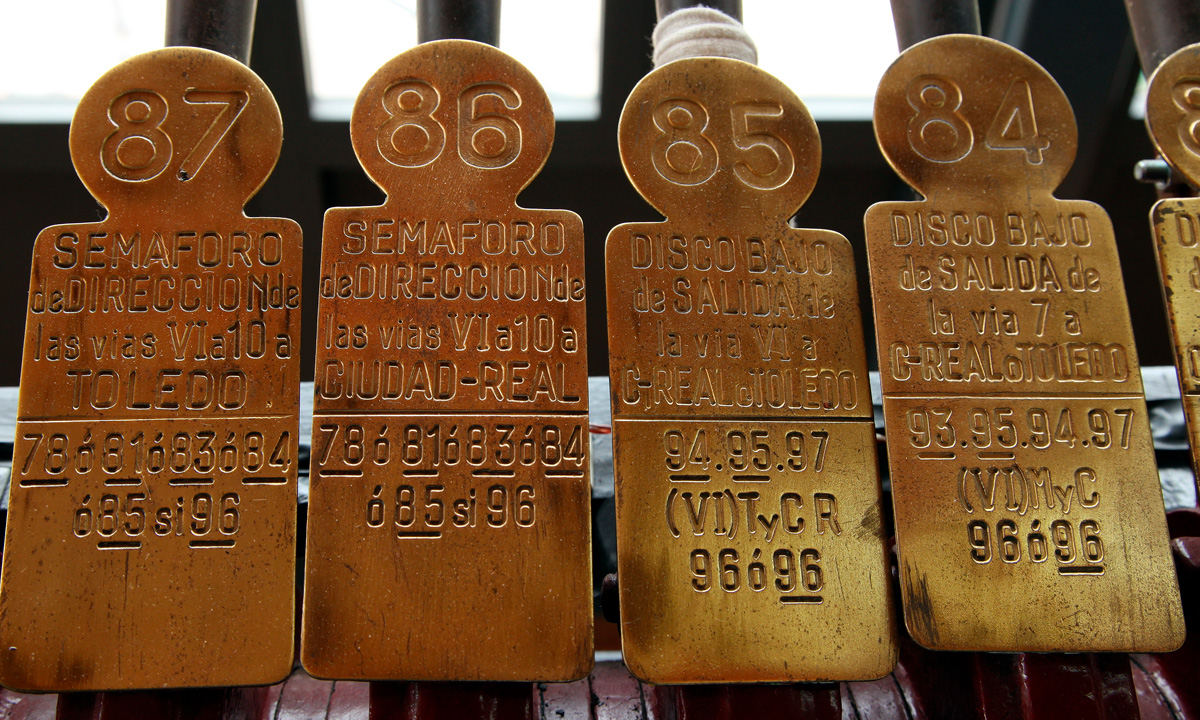 87
SEMAFORO
de DIRECCION de
las vias VI a 10 a
TOLEDO
78 ó 81 ó 83 ó 84
ó 85 si 96
86
SEMAFORO
de DIRECCION de
las vias VI a 10 a
CIUDAD-REAL
78 ó 81 ó 83 ó 84
ó 85 si 96
85
DISCO BAJO
de SALIDA de
la via VI a
C-REAL o TOLEDO
94.95.97
(VI) T y C R
96 ó 96
84
DISCO BAJO
de SALIDA de
la via 7 a
C-REAL o TOLEDO
93.95.94.97
(VI) M y C
96 ó 96
8